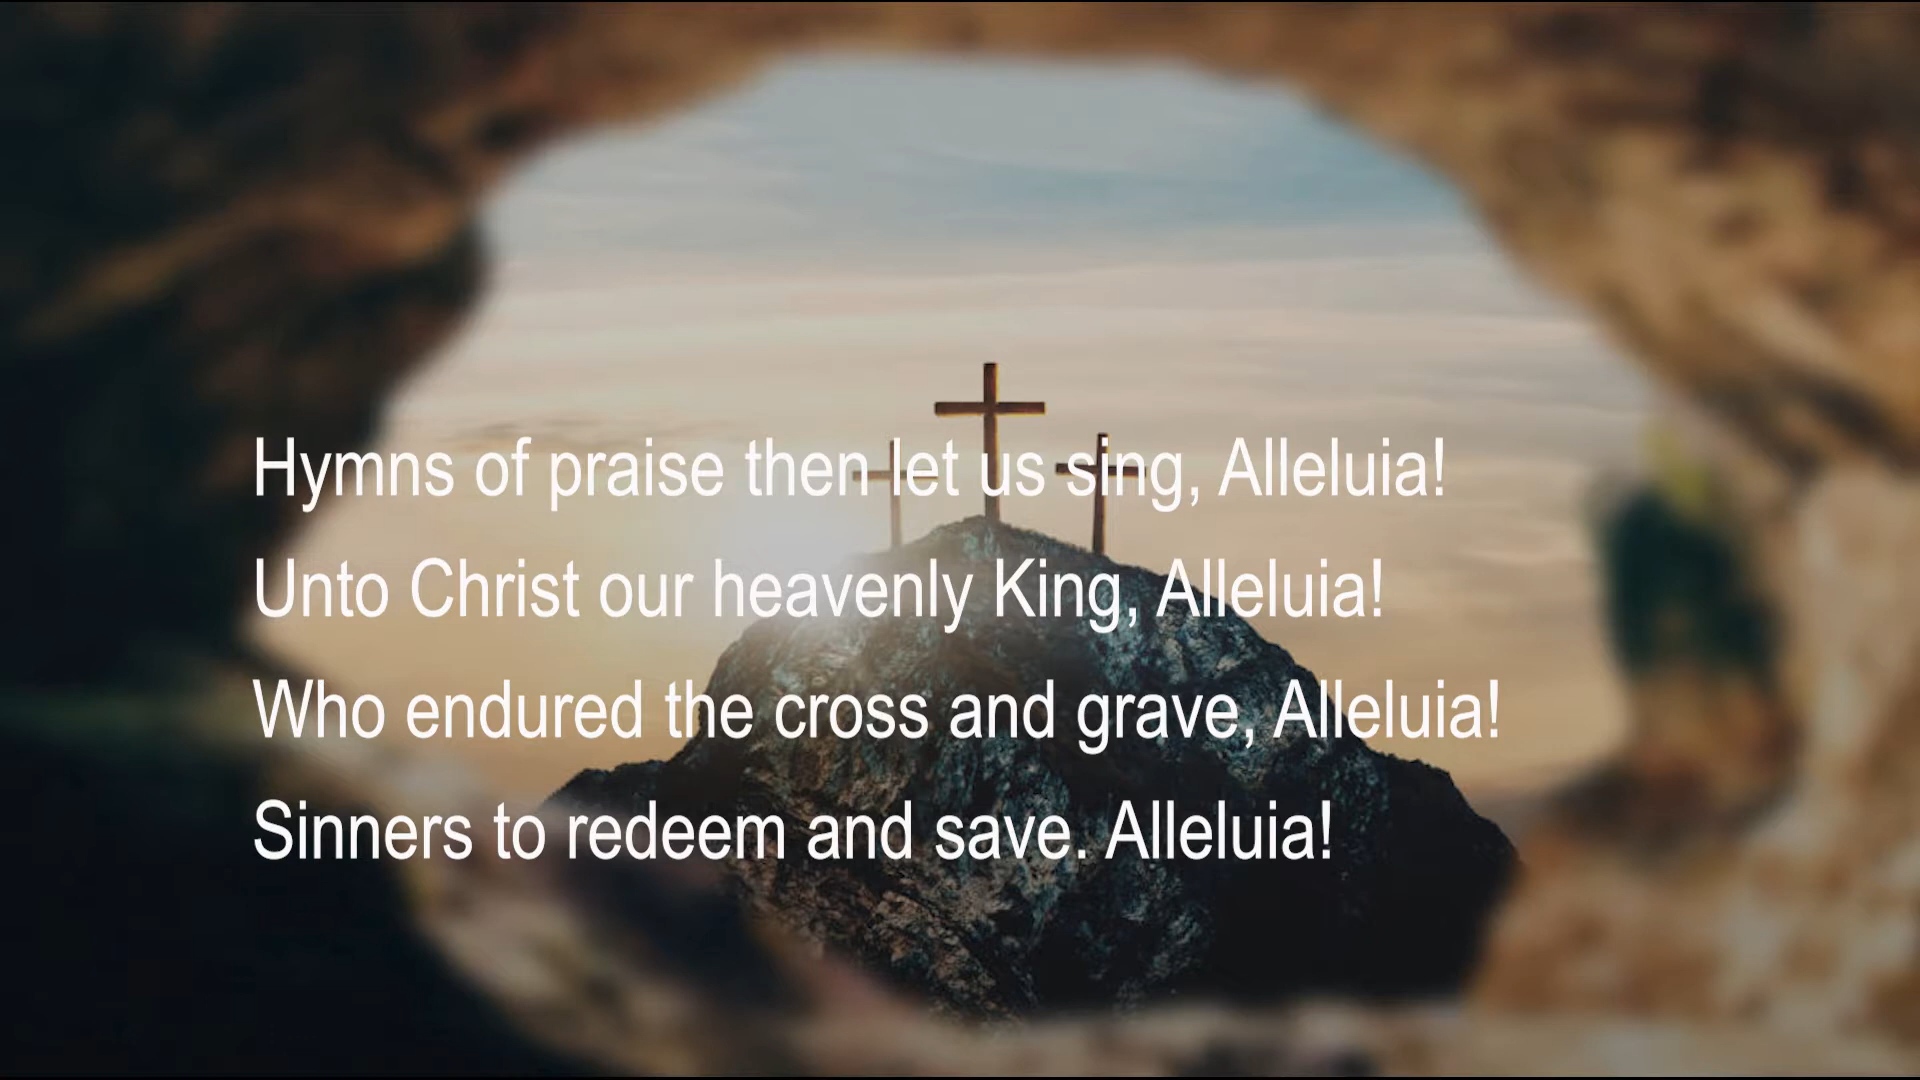 Hymns of praise then let us sing, Alleluia!
Unto Christ our heavenly King, Alleluia!
Who endured the cross and grave, Alleluia!
Sinners to redeem and save. Alleluia!